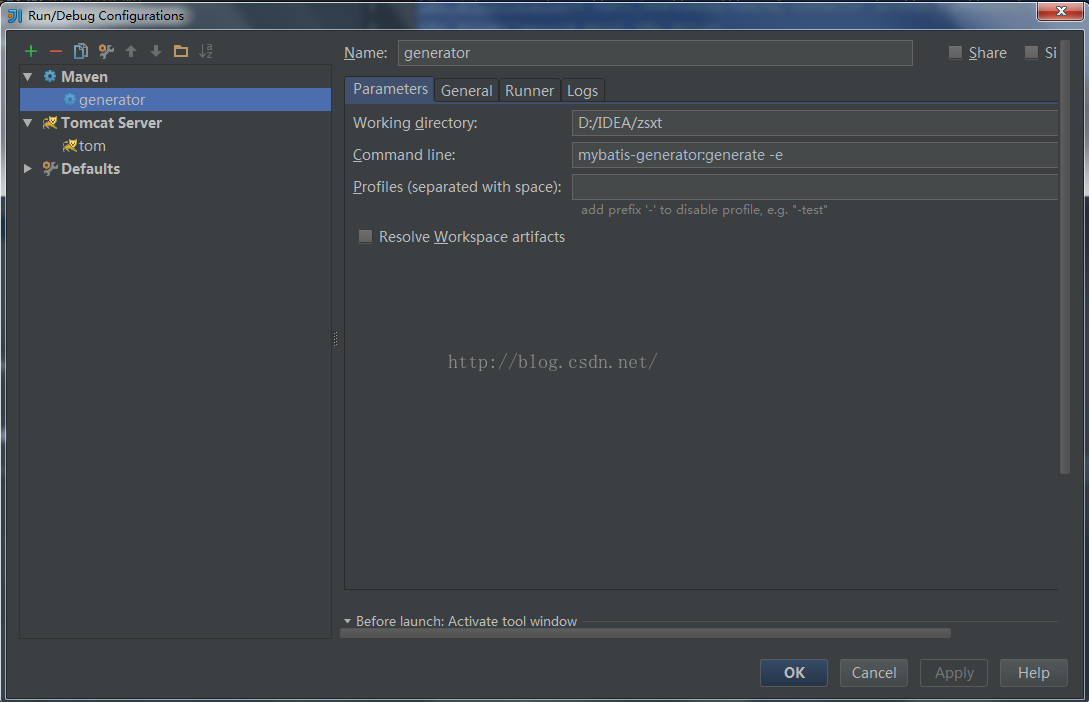 Run/Debug Configurations
Name: generator Share Si
Maven
generator
Tomcat Server
tom
Defaults
Parameters General Runner Logs
Working directory: D:/IDEA/zsxt
Command line: mybatis-generator:generate -e
Profiles (separated with space):
add prefix '-' to disable profile, e.g. "-test"
Resolve Workspace artifacts
http://blog.csdn.net/
Before launch: Activate tool window
OK Cancel Apply Help